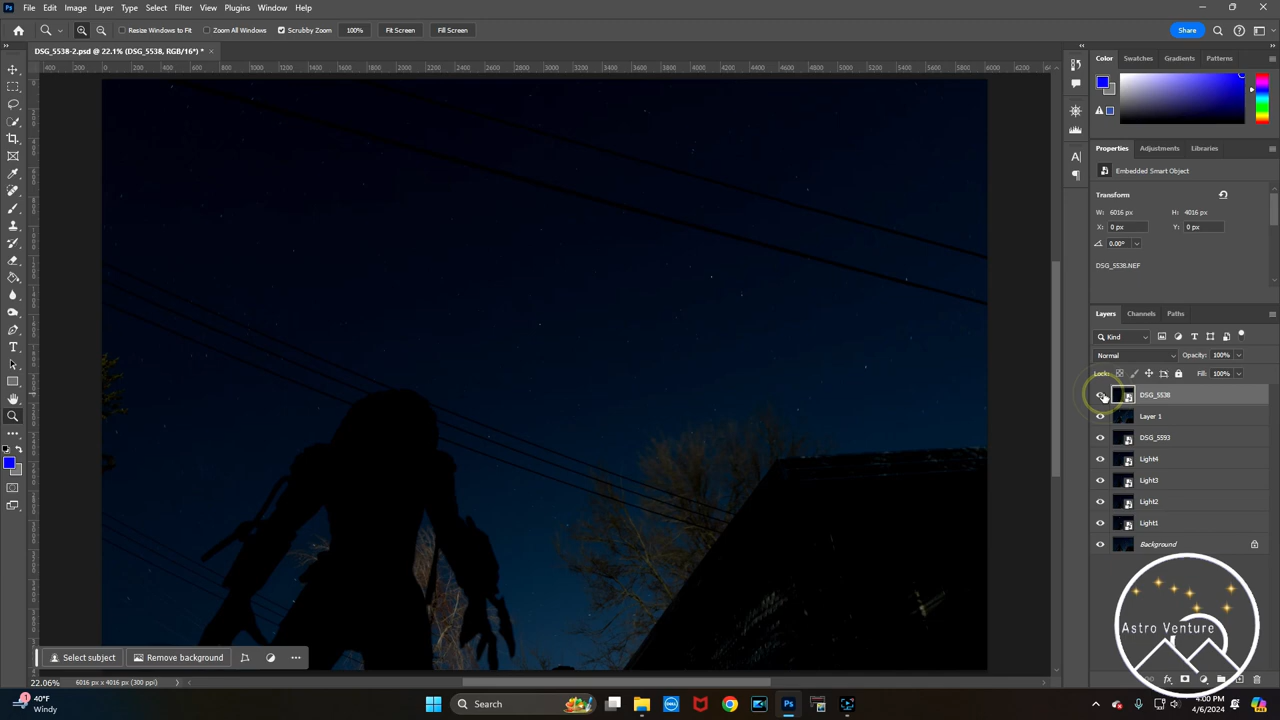 Ps File Edit Image Layer Type Select Filter View Plugins Window Help
Resize Windows to Fit Zoom All Windows Scrubby Zoom 100% Fit Screen Fill Screen Share
DSG_5538-2.psd @ 22.1% (DSG_5538, RGB/16*) *
Color Swatches Gradients Patterns
Properties Adjustments Libraries
Embedded Smart Object
Transform
W: 6016 px H: 4016 px
X: 0 px Y: 0 px
0.00°
DSG_5538.NEF
Layers Channels Paths
Kind
Normal Opacity: 100%
Lock: Fill: 100%
DSG_5538
Layer 1
DSG_5593
Light4
Light3
Light2
Light1
Background
Astro Venture
Select subject Remove background
22.06% 6016 px x 4016 px (300 ppi)
40°F
Windy
Search
4:00 PM
4/6/2024